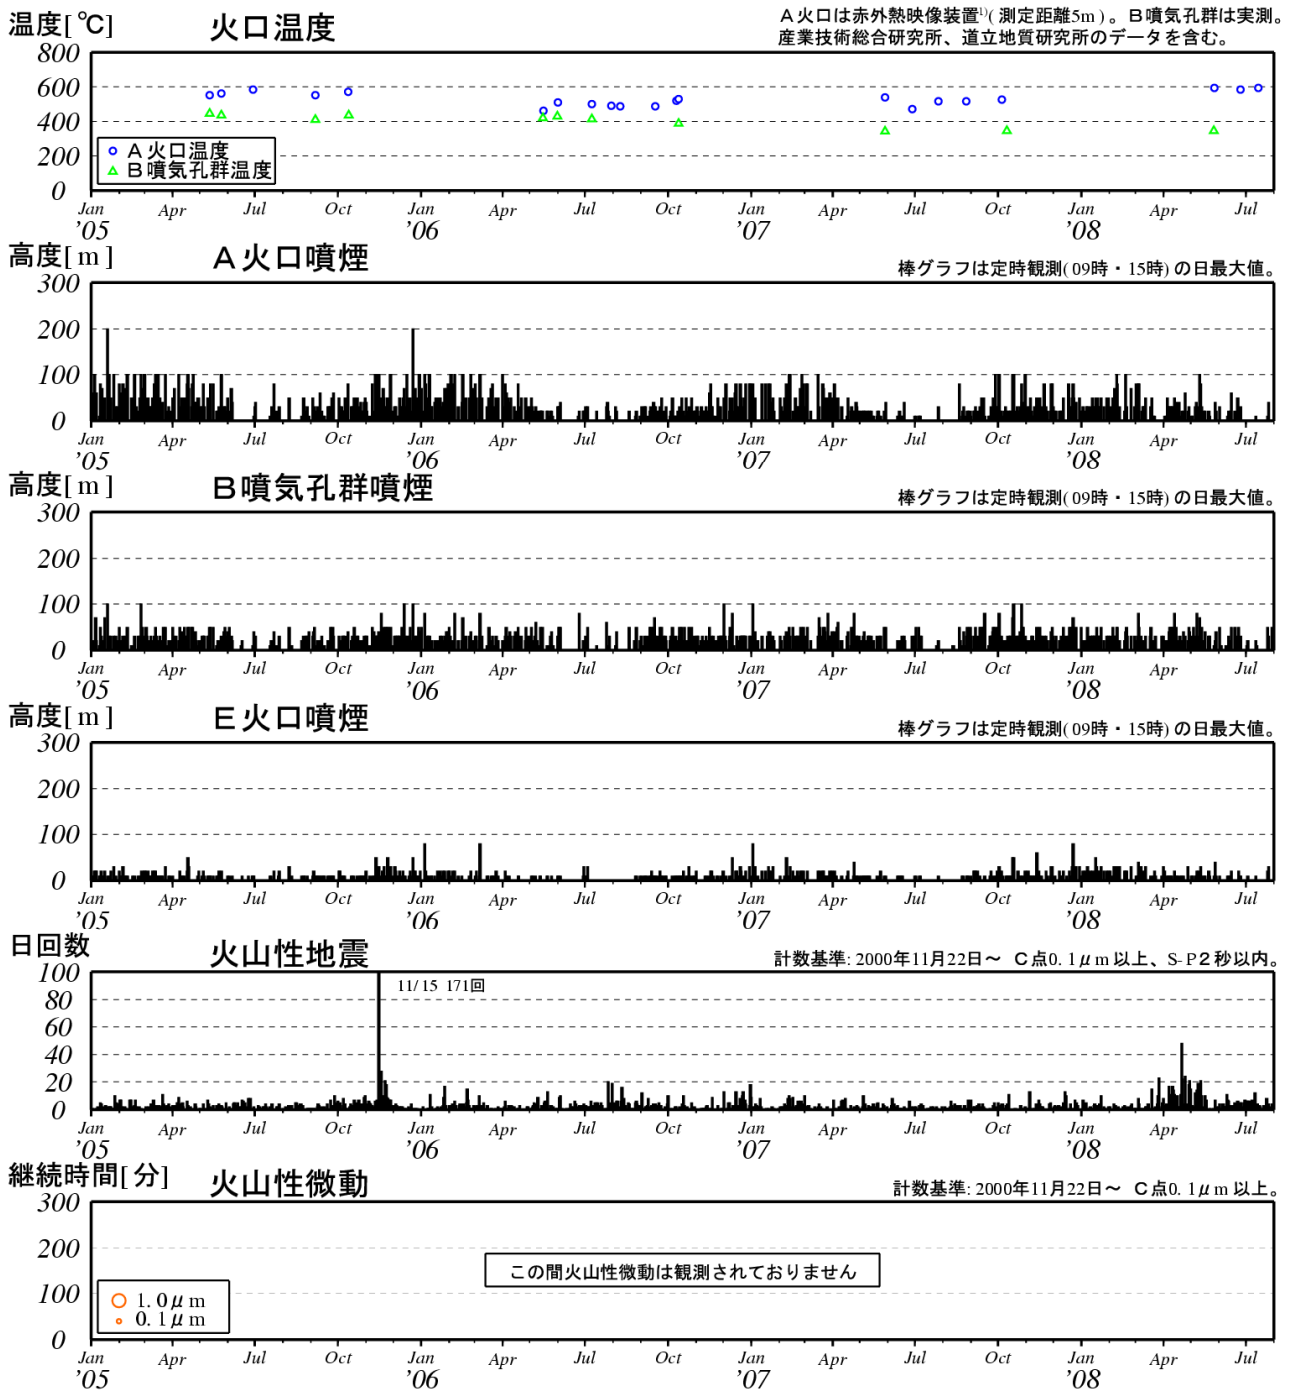 温度[℃] 火口温度
A火口は赤外熱映像装置1)(測定距離5m)。B噴気孔群は実測。
産業技術総合研究所、道立地質研究所のデータを含む。
800
600
400
200
0
A火口温度
B噴気孔群温度
Jan Apr Jul Oct Jan Apr Jul Oct Jan Apr Jul Oct Jan Apr Jul
'05 '06 '07 '08
高度[m] A火口噴煙
棒グラフは定時観測(09時・15時)の日最大値。
300
200
100
0
Jan Apr Jul Oct Jan Apr Jul Oct Jan Apr Jul Oct Jan Apr Jul
'05 '06 '07 '08
高度[m] B噴気孔群噴煙
棒グラフは定時観測(09時・15時)の日最大値。
300
200
100
0
Jan Apr Jul Oct Jan Apr Jul Oct Jan Apr Jul Oct Jan Apr Jul
'05 '06 '07 '08
高度[m] E火口噴煙
棒グラフは定時観測(09時・15時)の日最大値。
300
200
100
0
Jan Apr Jul Oct Jan Apr Jul Oct Jan Apr Jul Oct Jan Apr Jul
'05 '06 '07 '08
日回数 火山性地震
計数基準: 2000年11月22日～ C点0.1μm以上、S-P2秒以内。
100
80
60
40
20
0
11/15 171回
Jan Apr Jul Oct Jan Apr Jul Oct Jan Apr Jul Oct Jan Apr Jul
'05 '06 '07 '08
継続時間[分] 火山性微動
計数基準: 2000年11月22日～ C点0.1μm以上。
300
200
100
0
この間火山性微動は観測されておりません
1.0μm
0.1μm
Jan Apr Jul Oct Jan Apr Jul Oct Jan Apr Jul Oct Jan Apr Jul
'05 '06 '07 '08